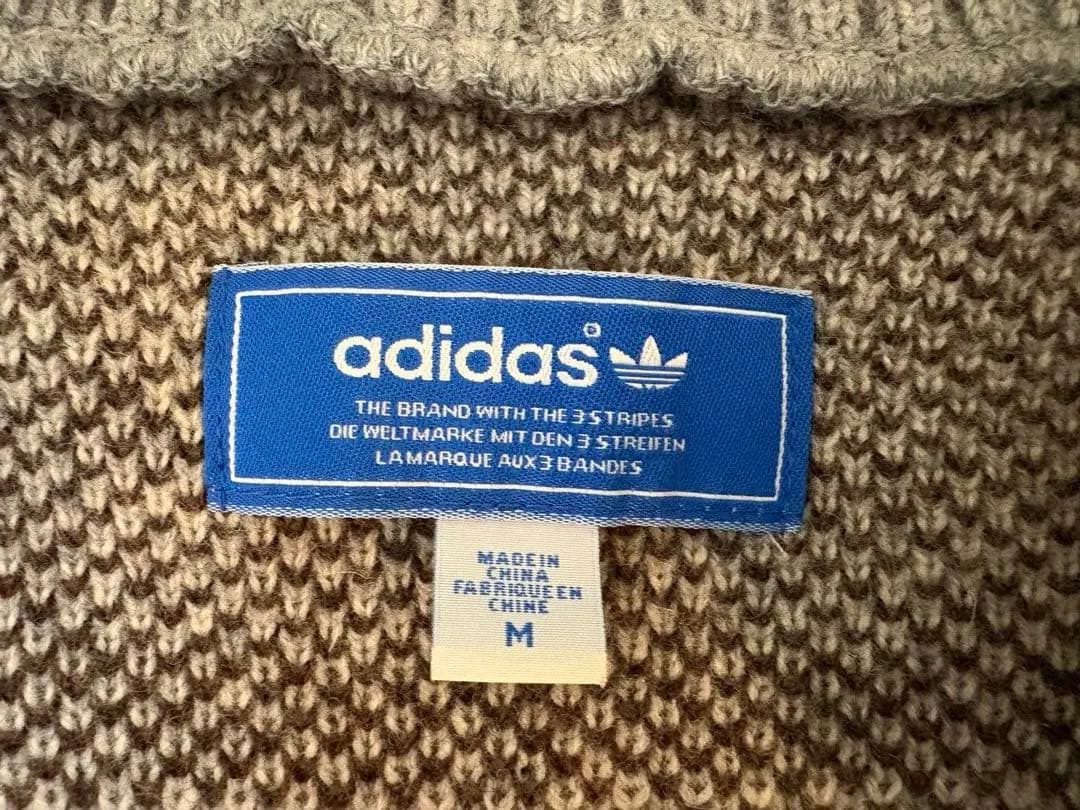 adidas®
THE BRAND WITH THE 3 STRIPES
DIE WELTMARKE MIT DEN 3 STREIFEN
LA MARQUE AUX 3 BANDES
MADE IN
CHINA
FABRIQUE EN
CHINE
M